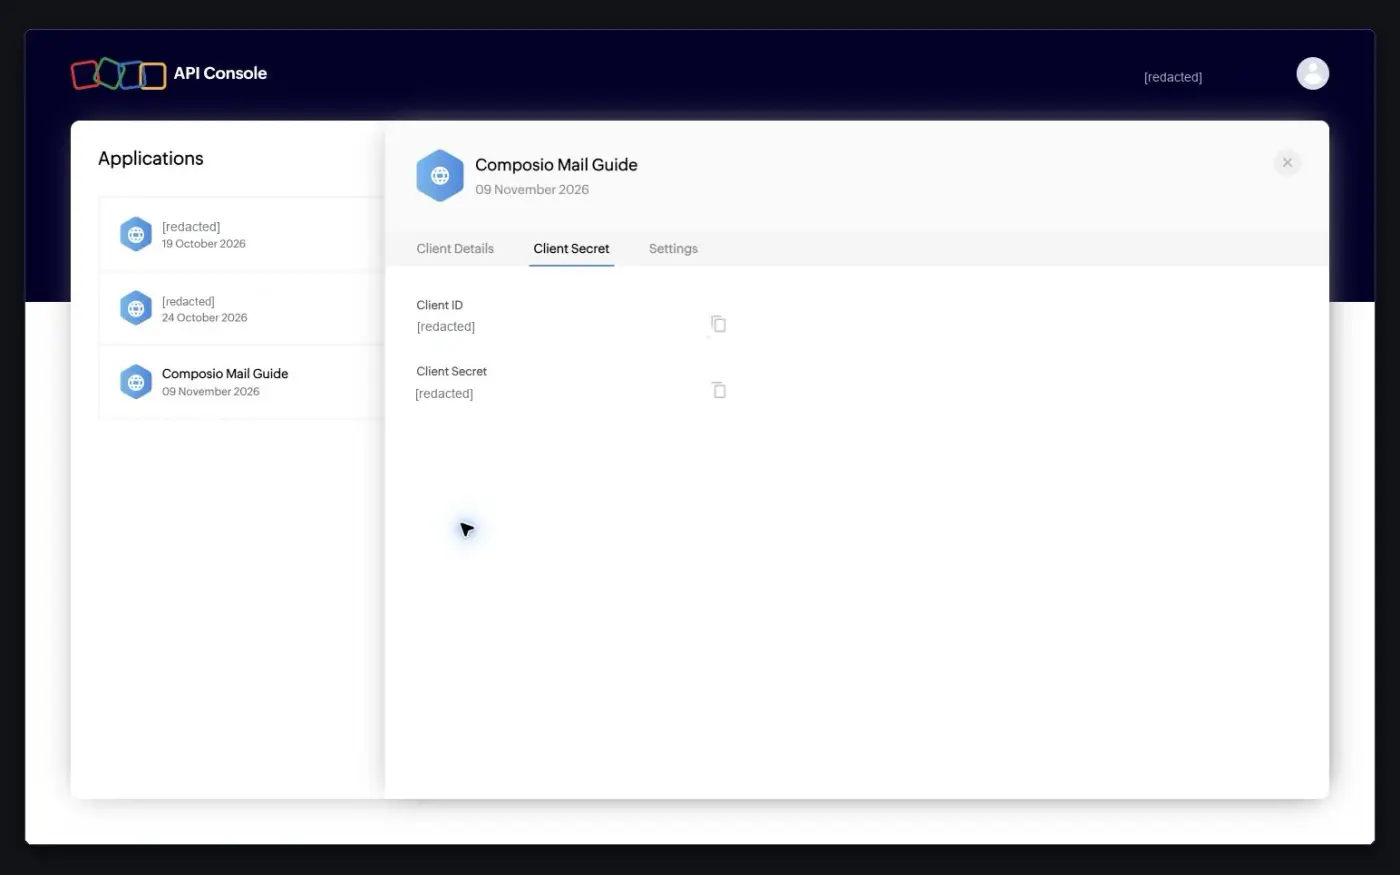 API Console
[redacted]
Applications
[redacted]
19 October 2026
[redacted]
24 October 2026
Composio Mail Guide
09 November 2026
Composio Mail Guide
09 November 2026
Client Details
Client Secret
Settings
Client ID
[redacted]
Client Secret
[redacted]